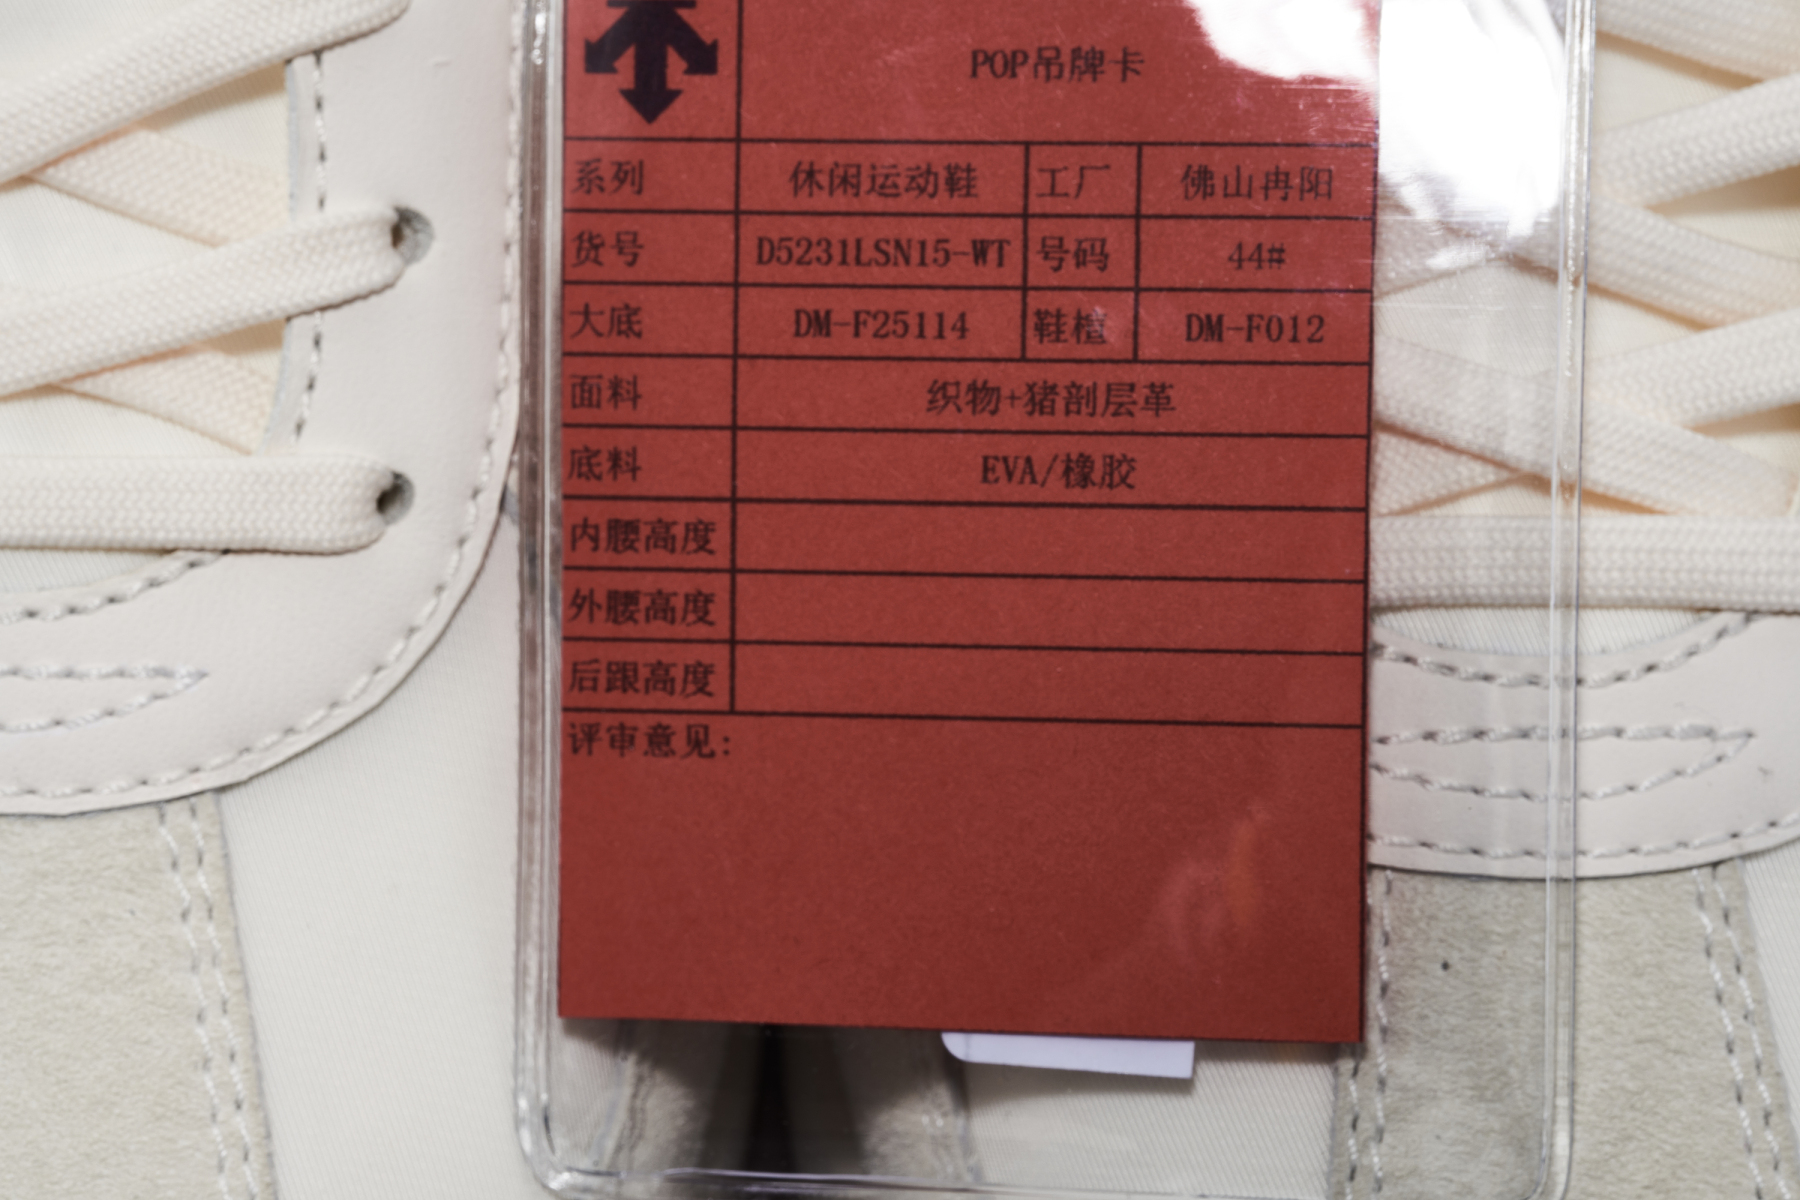 POP吊牌卡
系列 休闲运动鞋 工厂 佛山冉阳
货号 D5231LSN15-WT 号码 44#
大底 DM-F25114 鞋楦 DM-F012
面料 织物+猪剖层革
底料 EVA/橡胶
内腰高度
外腰高度
后跟高度
评审意见: